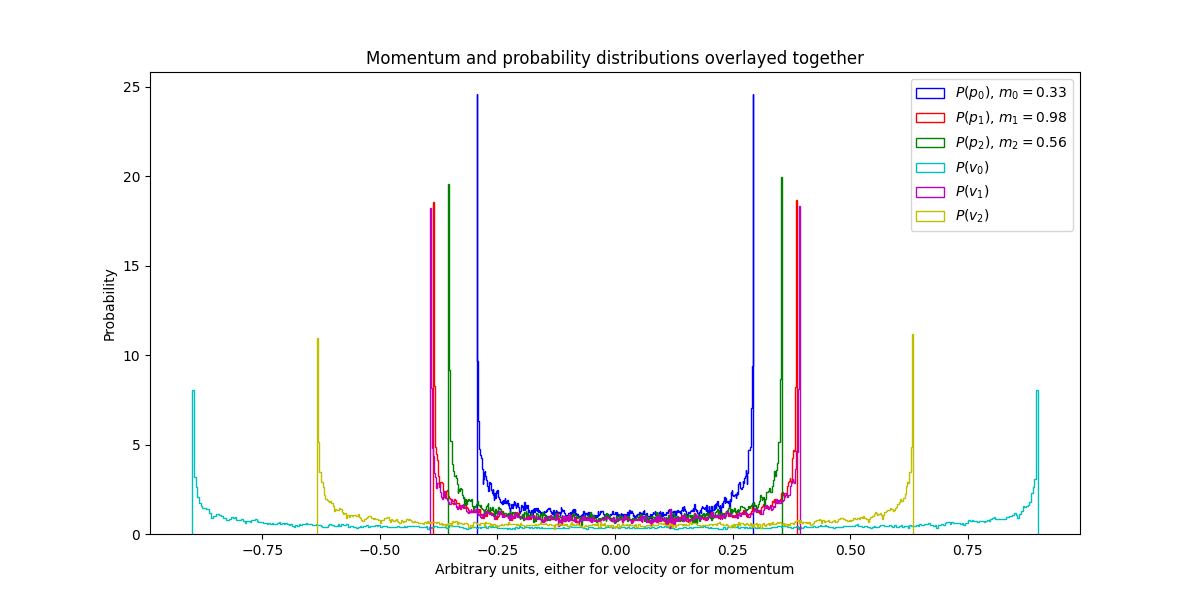 Momentum and probability distributions overlayed together
25
20
15
10
5
0
Probability
−0.75
−0.50
−0.25
0.00
0.25
0.50
0.75
Arbitrary units, either for velocity or for momentum
P(p₀), m₀ = 0.33
P(p₁), m₁ = 0.98
P(p₂), m₂ = 0.56
P(v₀)
P(v₁)
P(v₂)